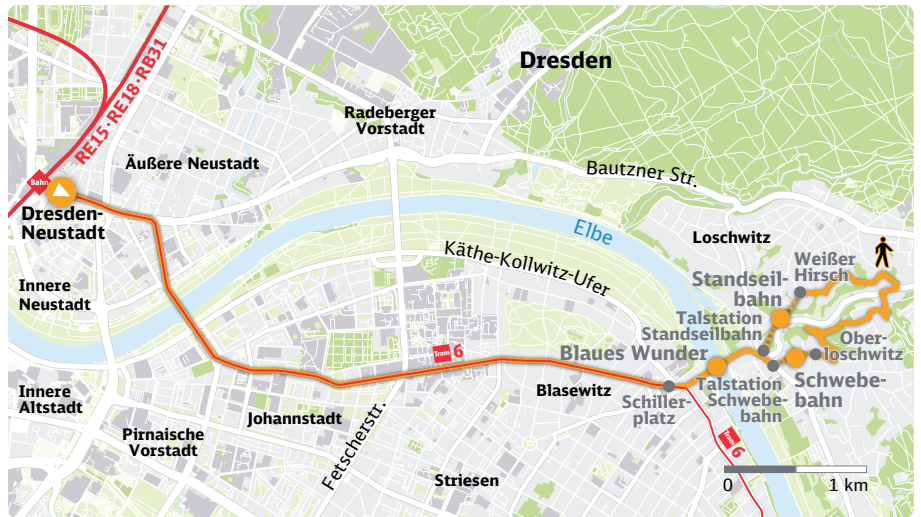 Dresden
RE15·RE18·RB31
Radeberger
Vorstadt
Äußere Neustadt
Bautzner Str.
Bahn
Dresden-
Neustadt
Elbe
Loschwitz
Käthe-Kollwitz-Ufer
Weißer
Hirsch
Standseil-
bahn
Innere
Neustadt
Talstation
Standseilbahn
Tram 6
Blaues Wunder
Ober-
loschwitz
Innere
Altstadt
Blasewitz
Talstation
Schwebe-
bahn
Schwebe-
bahn
Schiller-
platz
Johannstadt
Fetscherstr.
Pirnaische
Vorstadt
Tram 6
Striesen
0 1 km